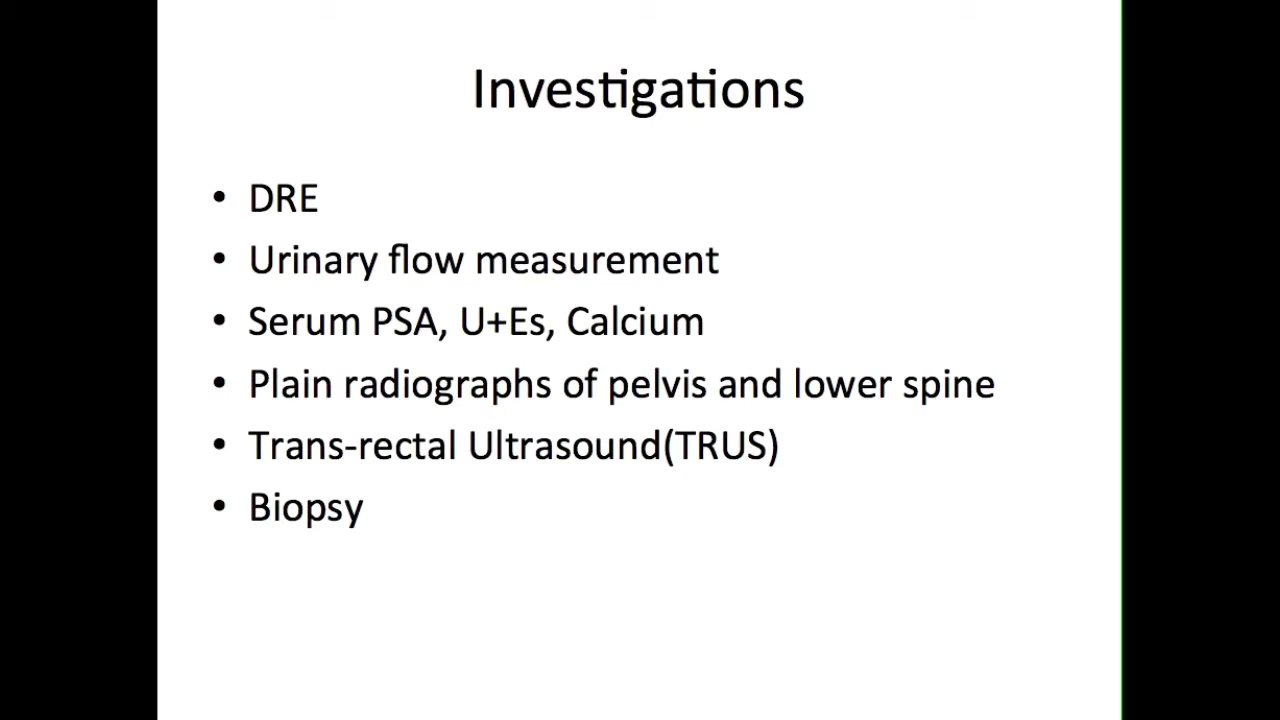 Investigations
• DRE
• Urinary flow measurement
• Serum PSA, U+Es, Calcium
• Plain radiographs of pelvis and lower spine
• Trans-rectal Ultrasound(TRUS)
• Biopsy